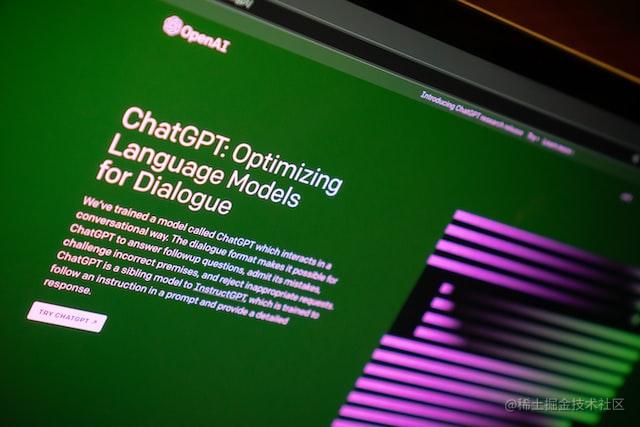 OpenAI
Introducing ChatGPT research release Try ↑ Learn more
ChatGPT: Optimizing
Language Models
for Dialogue
We've trained a model called ChatGPT which interacts in a
conversational way. The dialogue format makes it possible for
ChatGPT to answer followup questions, admit its mistakes,
challenge incorrect premises, and reject inappropriate requests.
ChatGPT is a sibling model to InstructGPT, which is trained to
follow an instruction in a prompt and provide a detailed
response.
TRY CHATGPT ↗
@稀土掘金技术社区